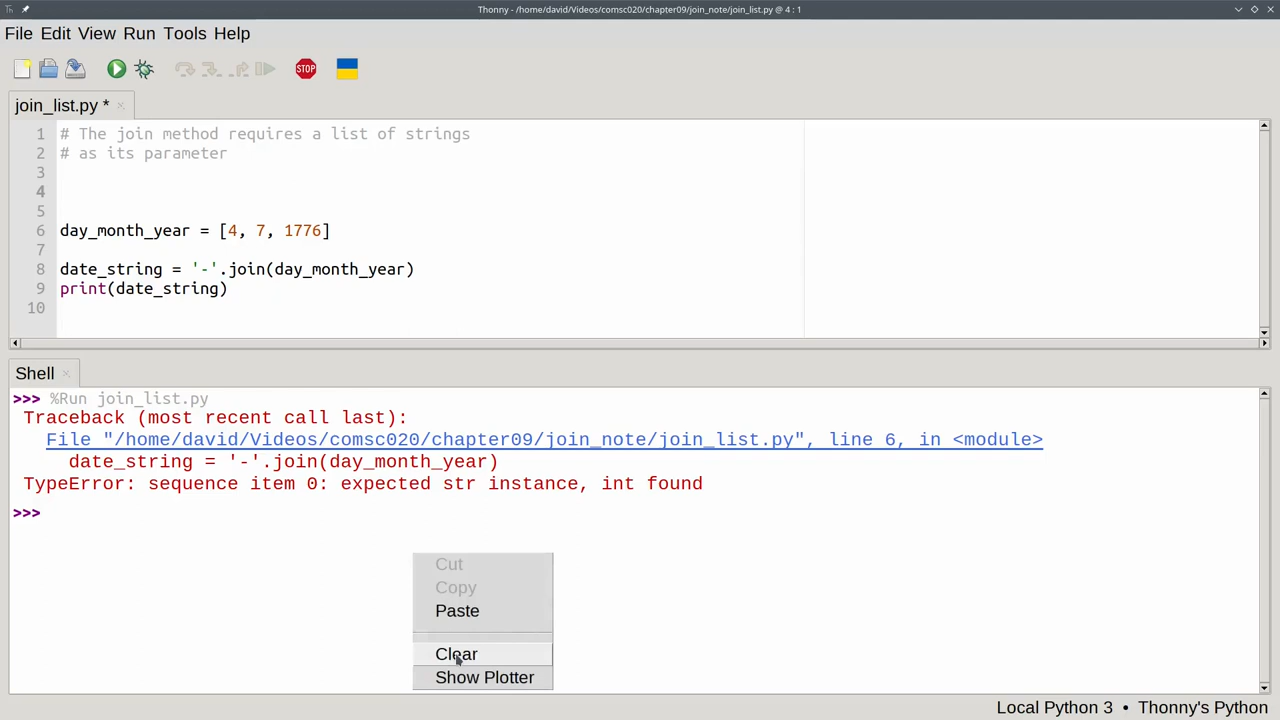 Thonny - /home/david/Videos/comsc020/chapter09/join_note/join_list.py @ 4 : 1
File Edit View Run Tools Help
STOP
join_list.py * ×
1 # The join method requires a list of strings
2 # as its parameter
3
4
5
6 day_month_year = [4, 7, 1776]
7
8 date_string = '-'.join(day_month_year)
9 print(date_string)
10
Shell ×
>>> %Run join_list.py
Traceback (most recent call last):
File "/home/david/Videos/comsc020/chapter09/join_note/join_list.py", line 6, in <module>
date_string = '-'.join(day_month_year)
TypeError: sequence item 0: expected str instance, int found
>>>
Cut
Copy
Paste
Clear
Show Plotter
Local Python 3 • Thonny's Python